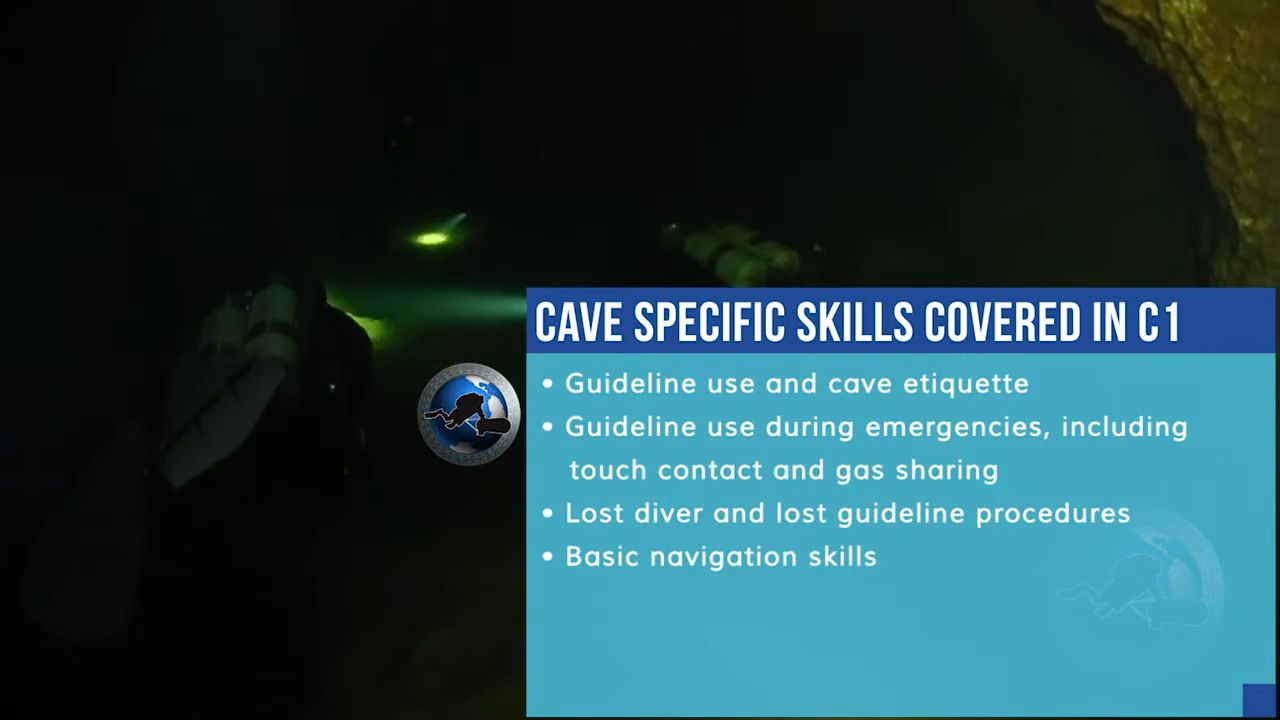 CAVE SPECIFIC SKILLS COVERED IN C1
• Guideline use and cave etiquette
• Guideline use during emergencies, including
touch contact and gas sharing
• Lost diver and lost guideline procedures
• Basic navigation skills